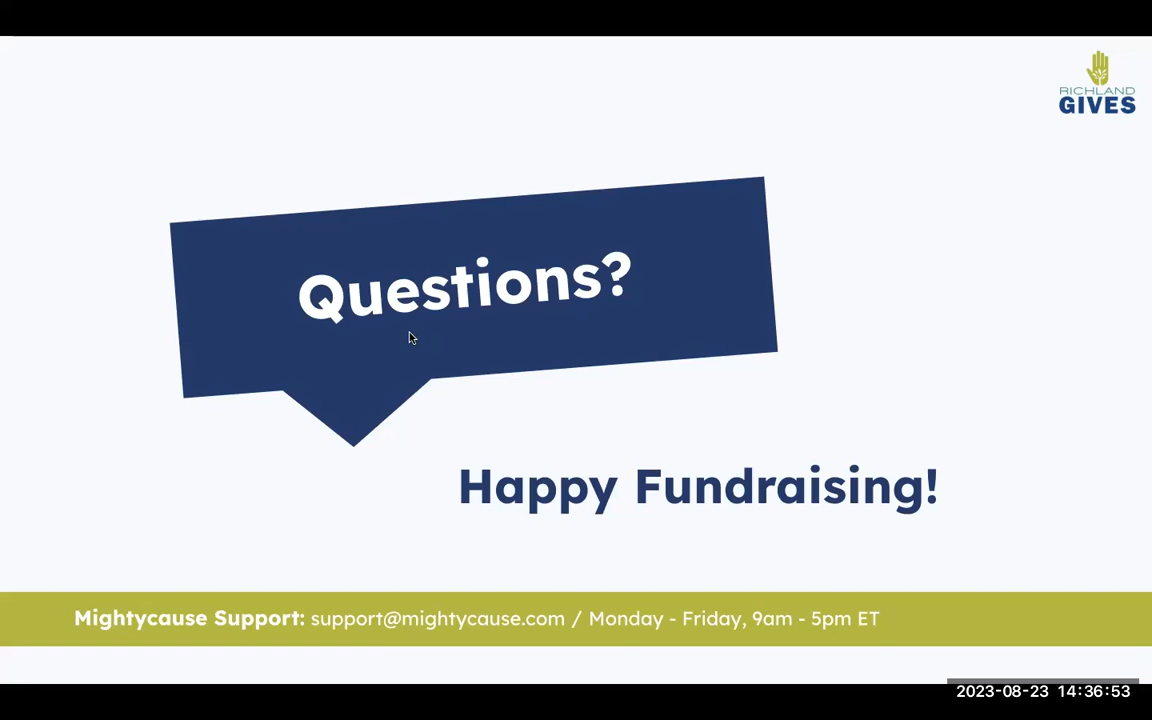 RICHLAND
GIVES
Questions?
Happy Fundraising!
Mightycause Support: support@mightycause.com / Monday - Friday, 9am - 5pm ET
2023-08-23 14:36:53